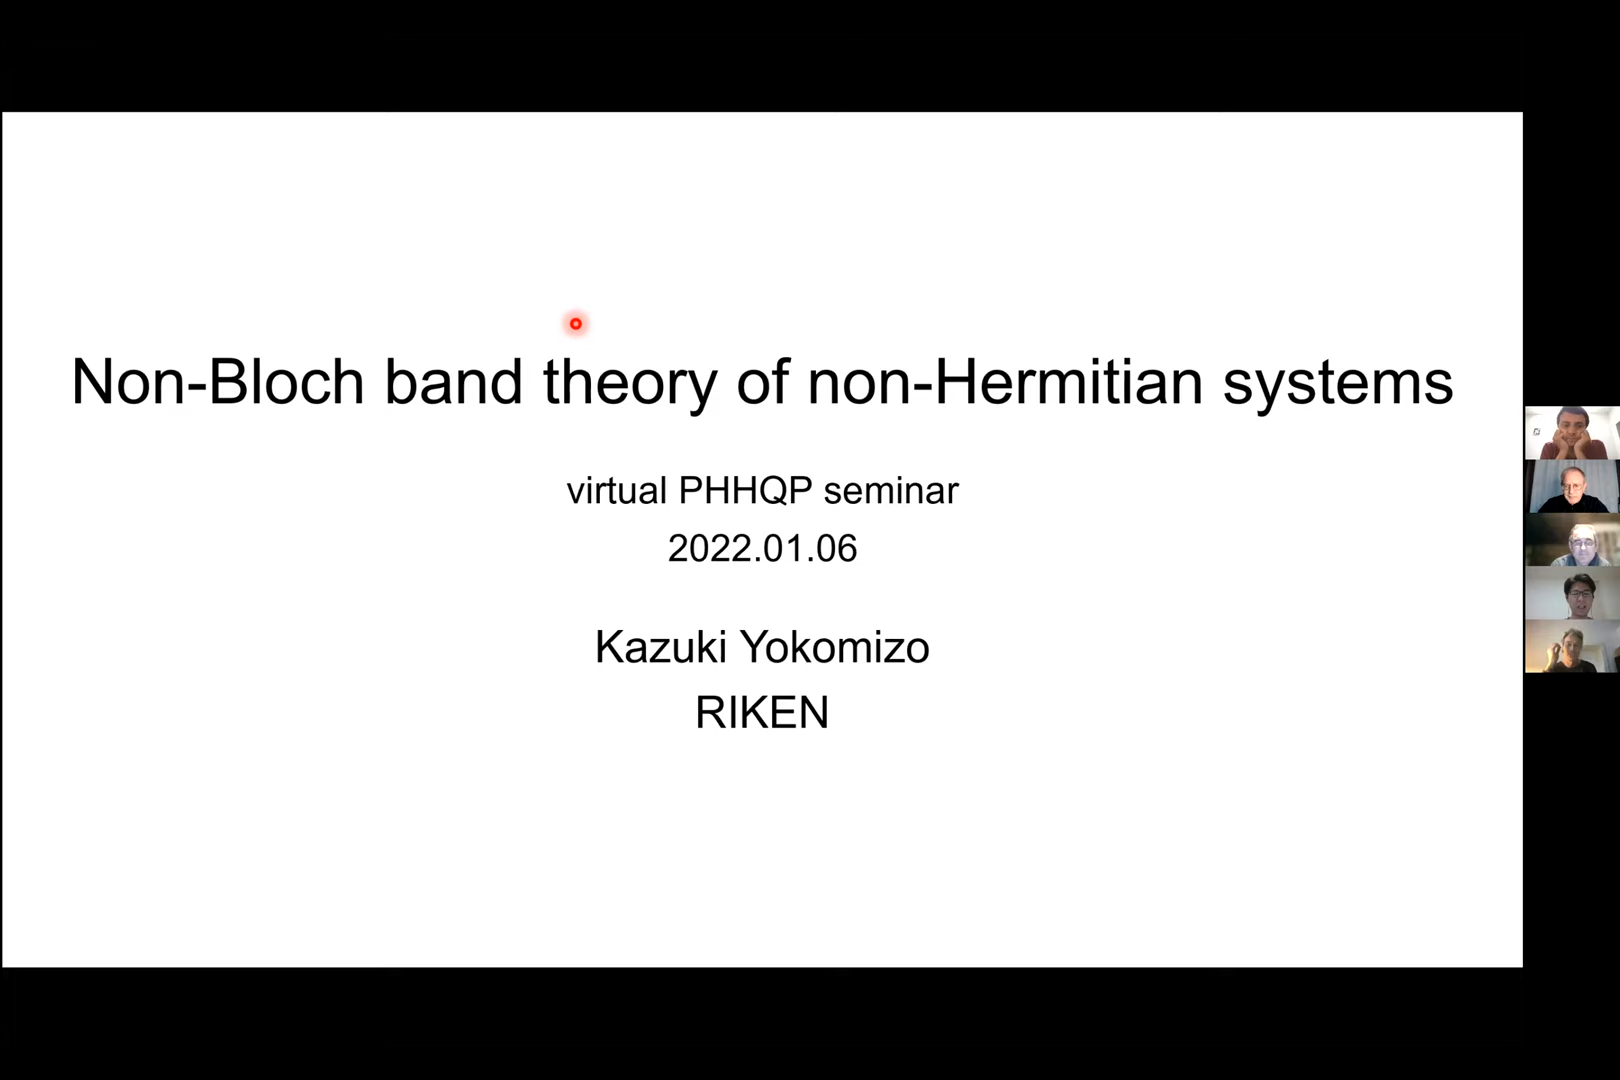 Non-Bloch band theory of non-Hermitian systems
virtual PHHQP seminar
2022.01.06
Kazuki Yokomizo
RIKEN